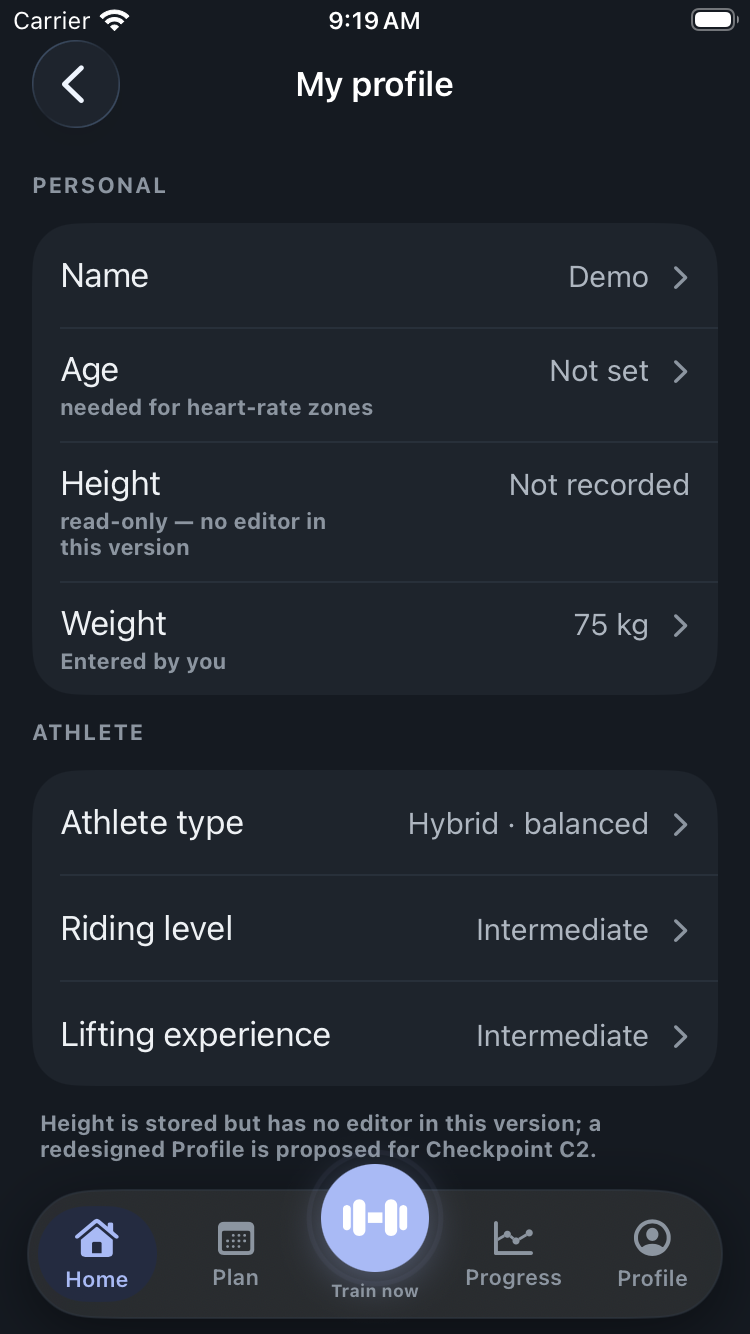 Carrier 9:19 AM
My profile
PERSONAL
Name Demo
Age Not set
needed for heart-rate zones
Height Not recorded
read-only — no editor in
this version
Weight 75 kg
Entered by you
ATHLETE
Athlete type Hybrid · balanced
Riding level Intermediate
Lifting experience Intermediate
Height is stored but has no editor in this version; a
redesigned Profile is proposed for Checkpoint C2.
Home Plan Train now Progress Profile